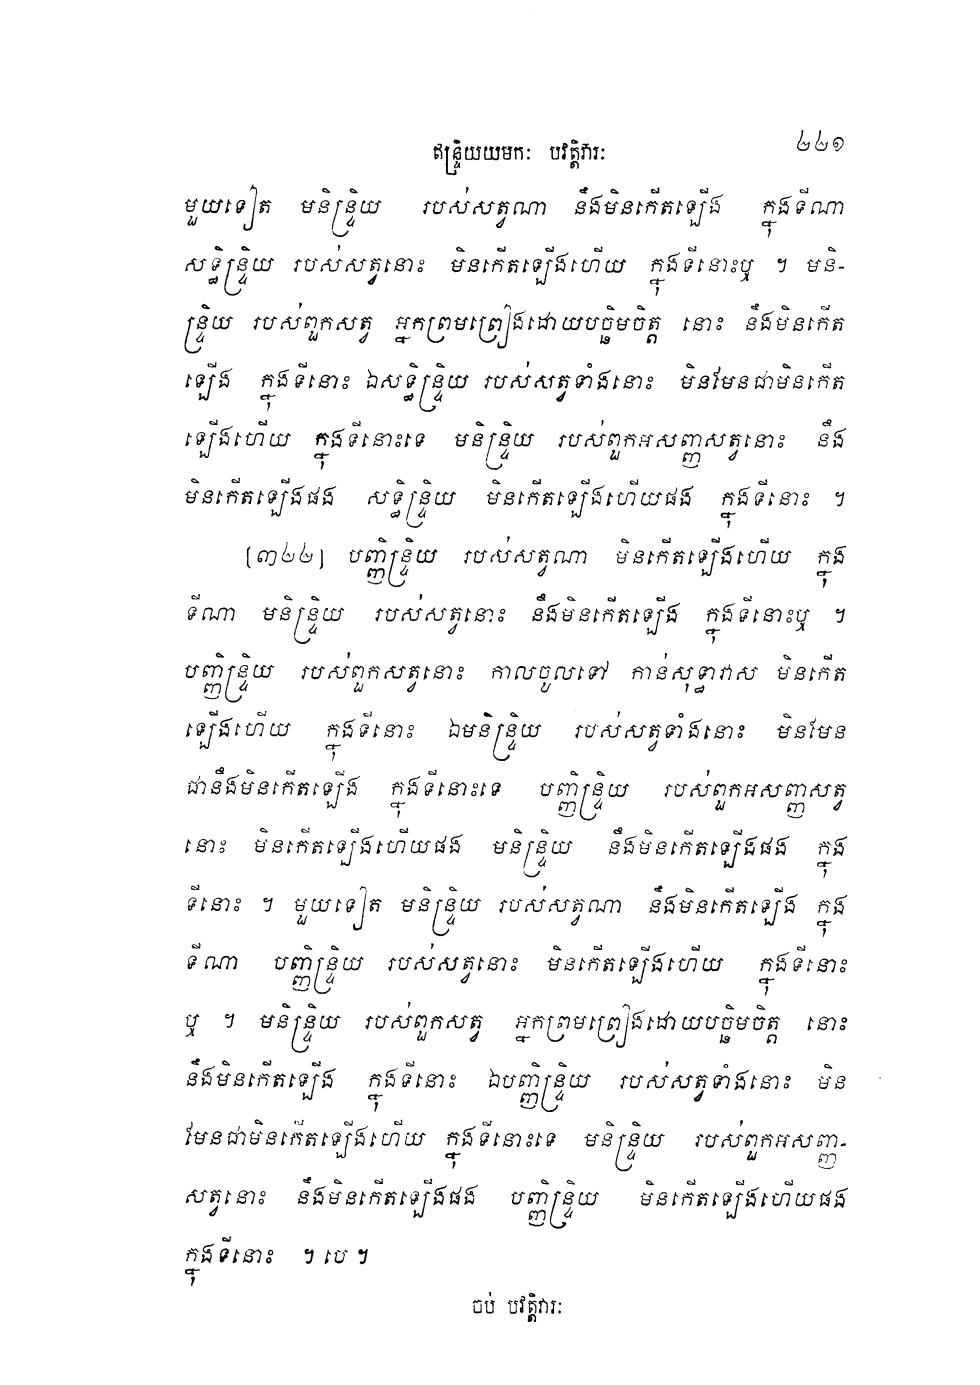 ឥន្ទ្រិយយមកៈ បវត្តិវារៈ ២២១
មួយទៀត មនិន្ទ្រិយ របស់សត្វណា នឹងមិនកើតឡើង ក្នុងទីណា
សទ្ធិន្ទ្រិយ របស់សត្វនោះ មិនកើតឡើងហើយ ក្នុងទីនោះឬ ។ មនិ-
ន្ទ្រិយ របស់ពួកសត្វ អ្នកព្រមព្រៀងដោយបច្ឆិមចិត្ត នោះ នឹងមិនកើត
ឡើង ក្នុងទីនោះ ឯសទ្ធិន្ទ្រិយ របស់សត្វទាំងនោះ មិនមែនជាមិនកើត
ឡើងហើយ ក្នុងទីនោះទេ មនិន្ទ្រិយ របស់ពួកអសញ្ញសត្វនោះ នឹង
មិនកើតឡើងផង សទ្ធិន្ទ្រិយ មិនកើតឡើងហើយផង ក្នុងទីនោះ ។
(៣២២) បញ្ញិន្ទ្រិយ របស់សត្វណា មិនកើតឡើងហើយ ក្នុង
ទីណា មនិន្ទ្រិយ របស់សត្វនោះ នឹងមិនកើតឡើង ក្នុងទីនោះឬ ។
បញ្ញិន្ទ្រិយ របស់ពួកសត្វនោះ កាលចូលទៅ កាន់សុទ្ធាវាស មិនកើត
ឡើងហើយ ក្នុងទីនោះ ឯមនិន្ទ្រិយ របស់សត្វទាំងនោះ មិនមែន
ជានឹងមិនកើតឡើង ក្នុងទីនោះទេ បញ្ញិន្ទ្រិយ របស់ពួកអសញ្ញសត្វ
នោះ មិនកើតឡើងហើយផង មនិន្ទ្រិយ នឹងមិនកើតឡើងផង ក្នុង
ទីនោះ ។ មួយទៀត មនិន្ទ្រិយ របស់សត្វណា នឹងមិនកើតឡើង ក្នុង
ទីណា បញ្ញិន្ទ្រិយ របស់សត្វនោះ មិនកើតឡើងហើយ ក្នុងទីនោះ
ឬ ។ មនិន្ទ្រិយ របស់ពួកសត្វ អ្នកព្រមព្រៀងដោយបច្ឆិមចិត្ត នោះ
នឹងមិនកើតឡើង ក្នុងទីនោះ ឯបញ្ញិន្ទ្រិយ របស់សត្វទាំងនោះ មិន
មែនជាមិនកើតឡើងហើយ ក្នុងទីនោះទេ មនិន្ទ្រិយ របស់ពួកអសញ្ញ-
សត្វនោះ នឹងមិនកើតឡើងផង បញ្ញិន្ទ្រិយ មិនកើតឡើងហើយផង
ក្នុងទីនោះ ។ បេ ។
ចប់ បវត្តិវារៈ